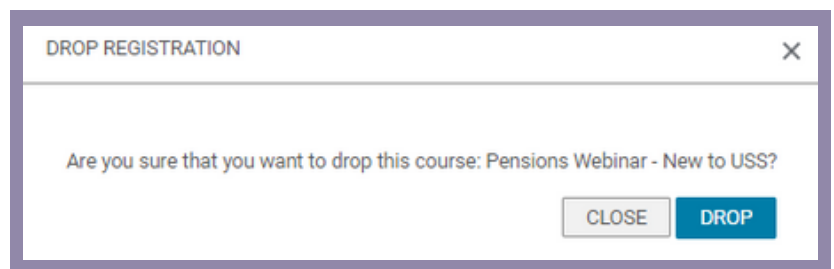 DROP REGISTRATION
Are you sure that you want to drop this course: Pensions Webinar - New to USS?
CLOSE DROP